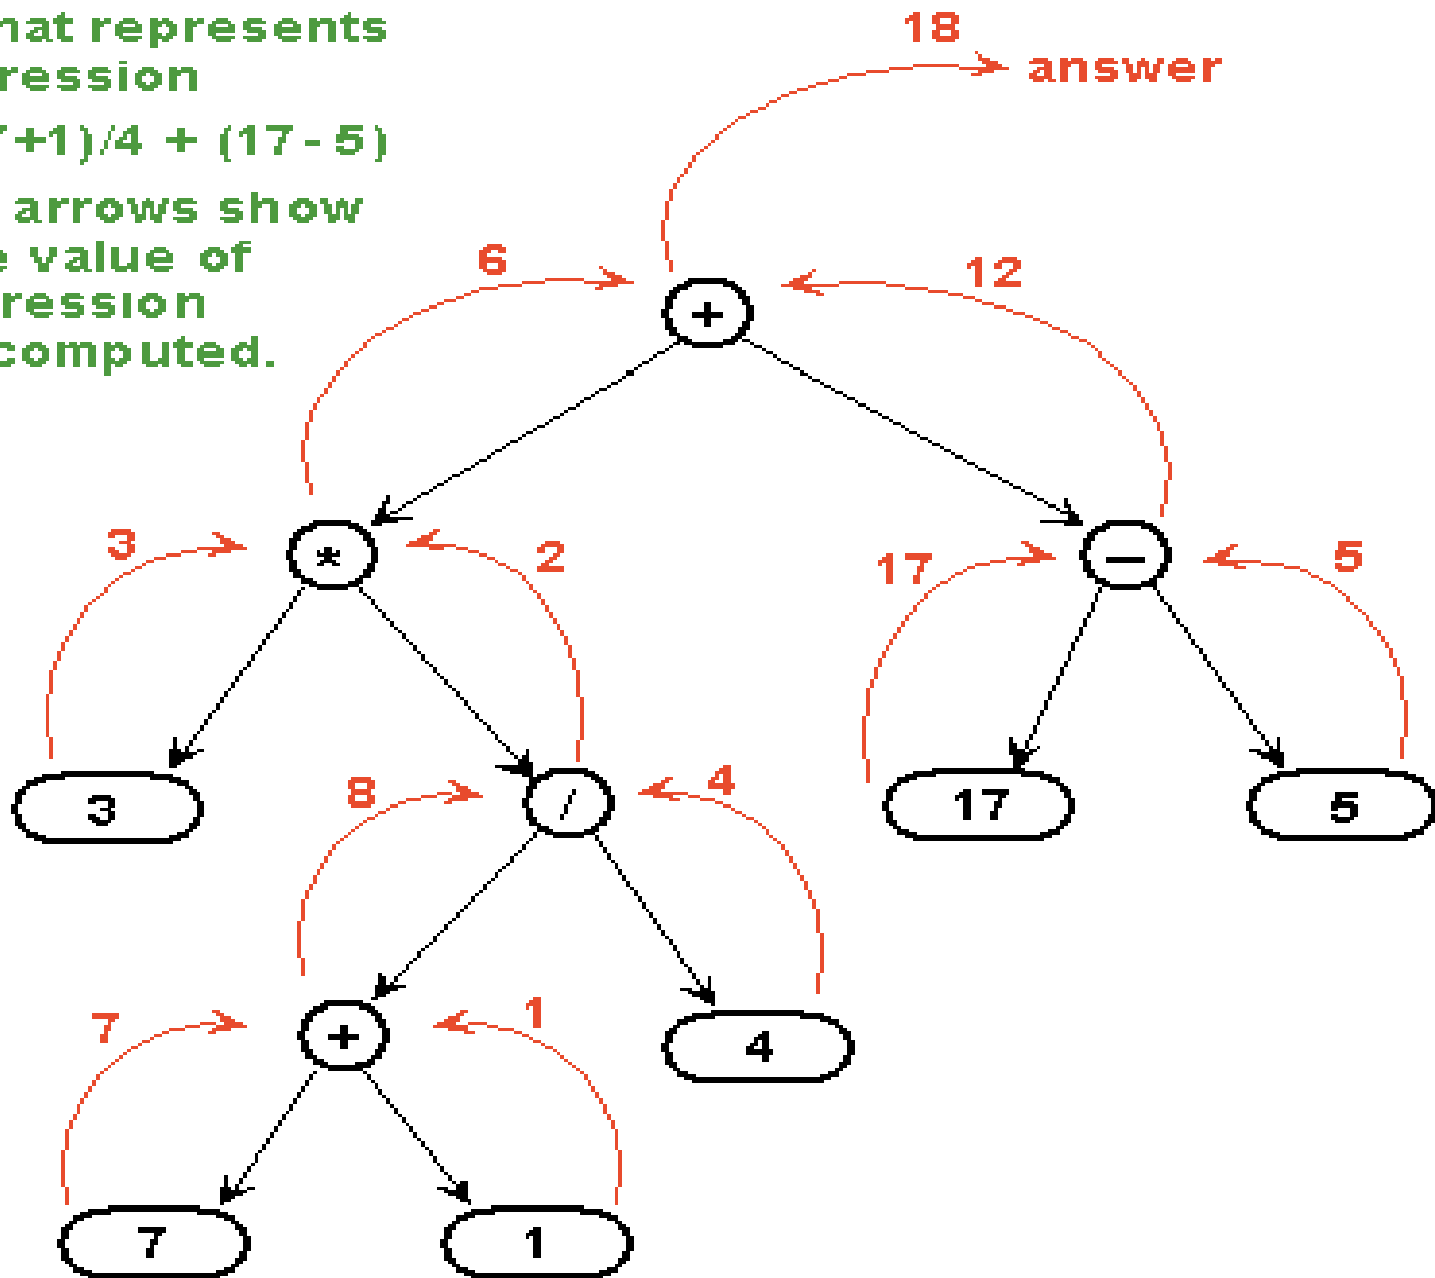 hat represents
ression
+1)/4 + (17-5)
arrows show
value of
ression
computed.
18
answer
6
12
+
3
*
2
17
–
5
3
8
/
4
17
5
7
+
1
4
7
1